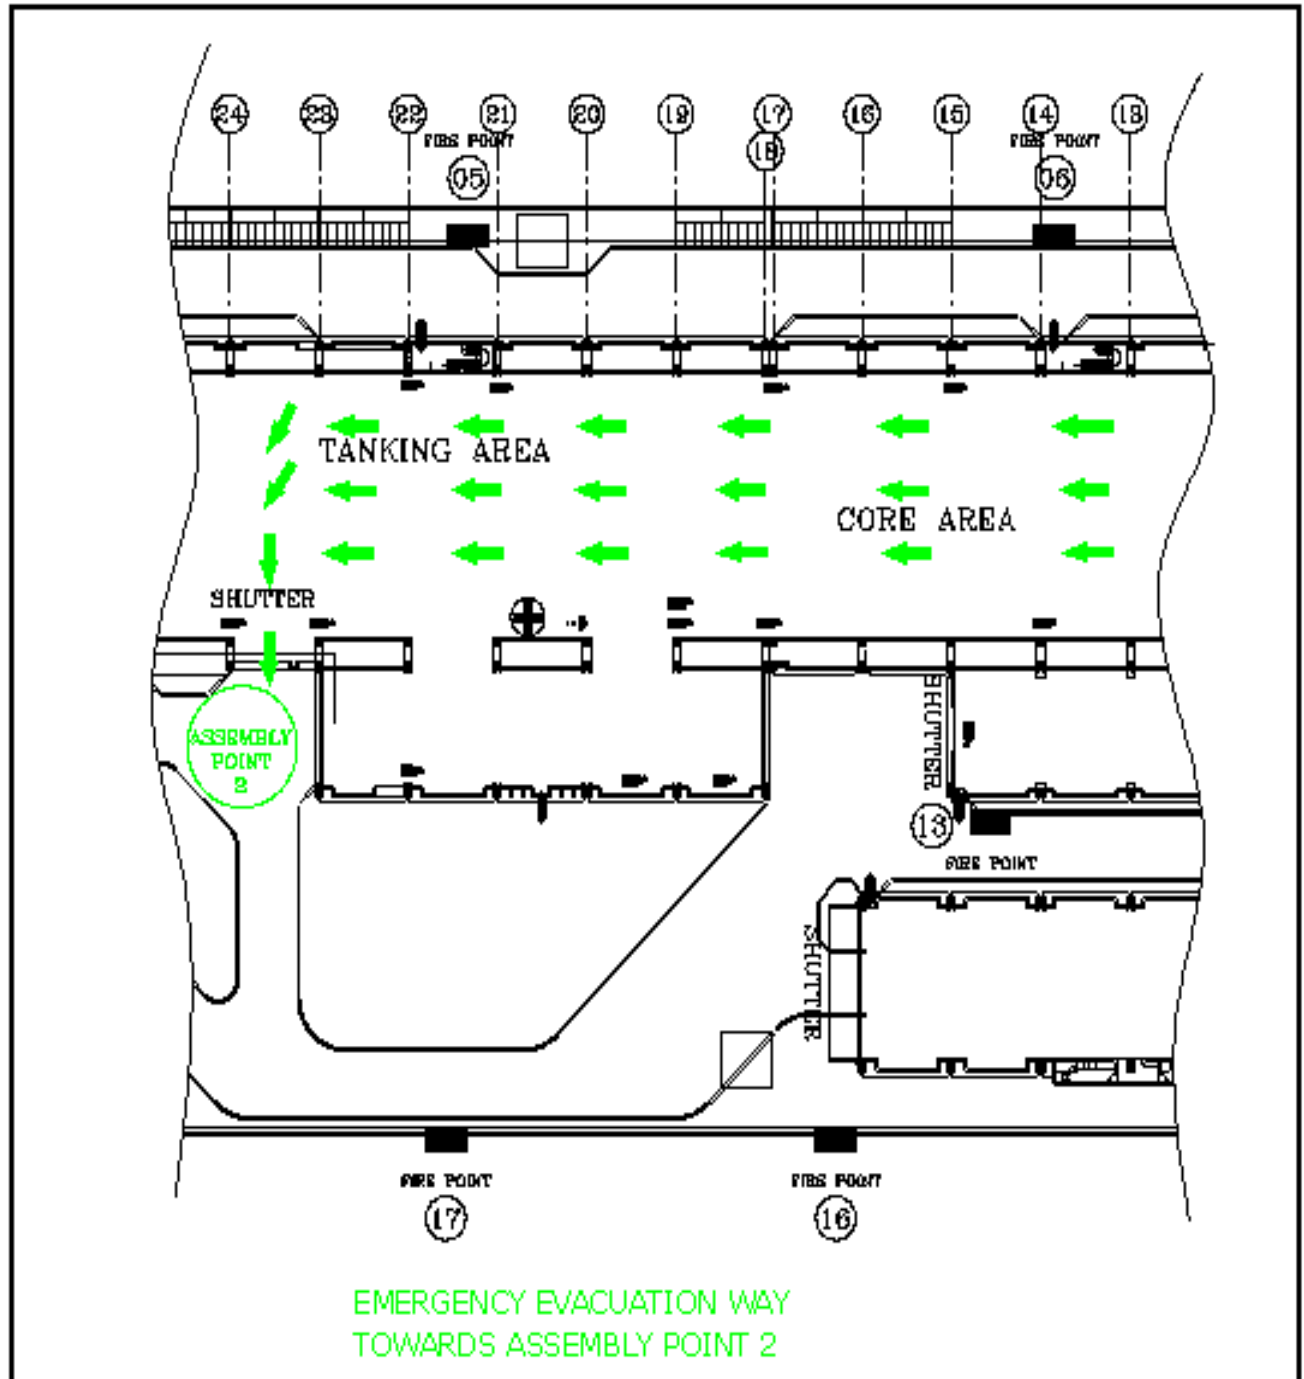 24 23 22 21 20 19 17 16 15 14 13
18
FIRE POINT
05
FIRE POINT
06
TANKING AREA
CORE AREA
SHUTTER
ASSEMBLY
POINT
2
SHUTTER
13
FIRE POINT
SHUTTER
FIRE POINT
17
FIRE POINT
16
EMERGENCY EVACUATION WAY
TOWARDS ASSEMBLY POINT 2